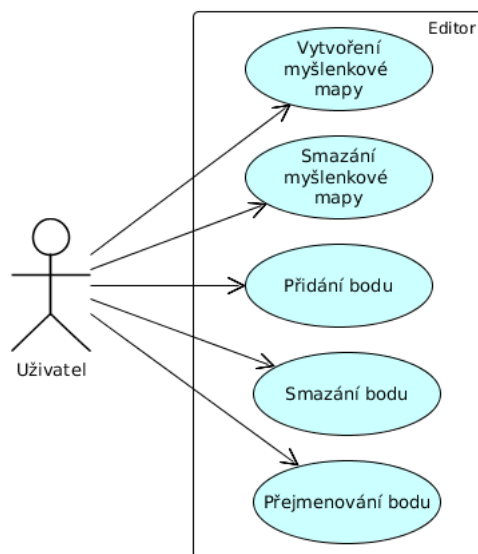 Editor
Vytvoření
myšlenkové
mapy
Smazání
myšlenkové
mapy
Přidání bodu
Uživatel
Smazání bodu
Přejmenování bodu